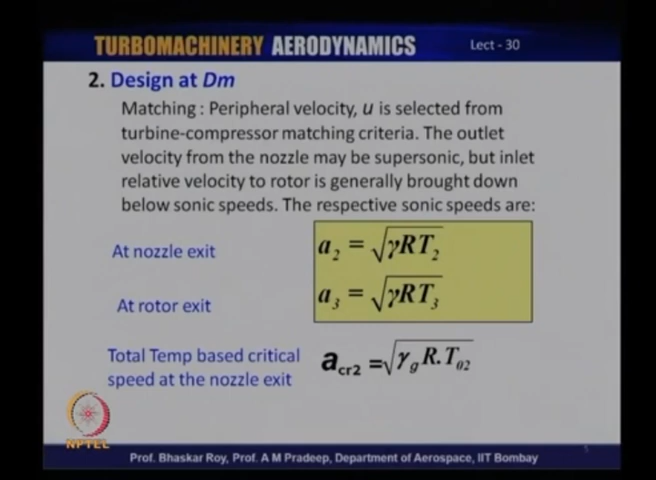 TURBOMACHINERY AERODYNAMICS Lect - 30
2. Design at Dm
Matching : Peripheral velocity, u is selected from
turbine-compressor matching criteria. The outlet
velocity from the nozzle may be supersonic, but inlet
relative velocity to rotor is generally brought down
below sonic speeds. The respective sonic speeds are:
At nozzle exit a₂ = √γRT₂
At rotor exit a₃ = √γRT₃
Total Temp based critical
speed at the nozzle exit a_cr2 =√γ_g R.T₀₂
NPTEL
Prof. Bhaskar Roy, Prof. A M Pradeep, Department of Aerospace, IIT Bombay
5